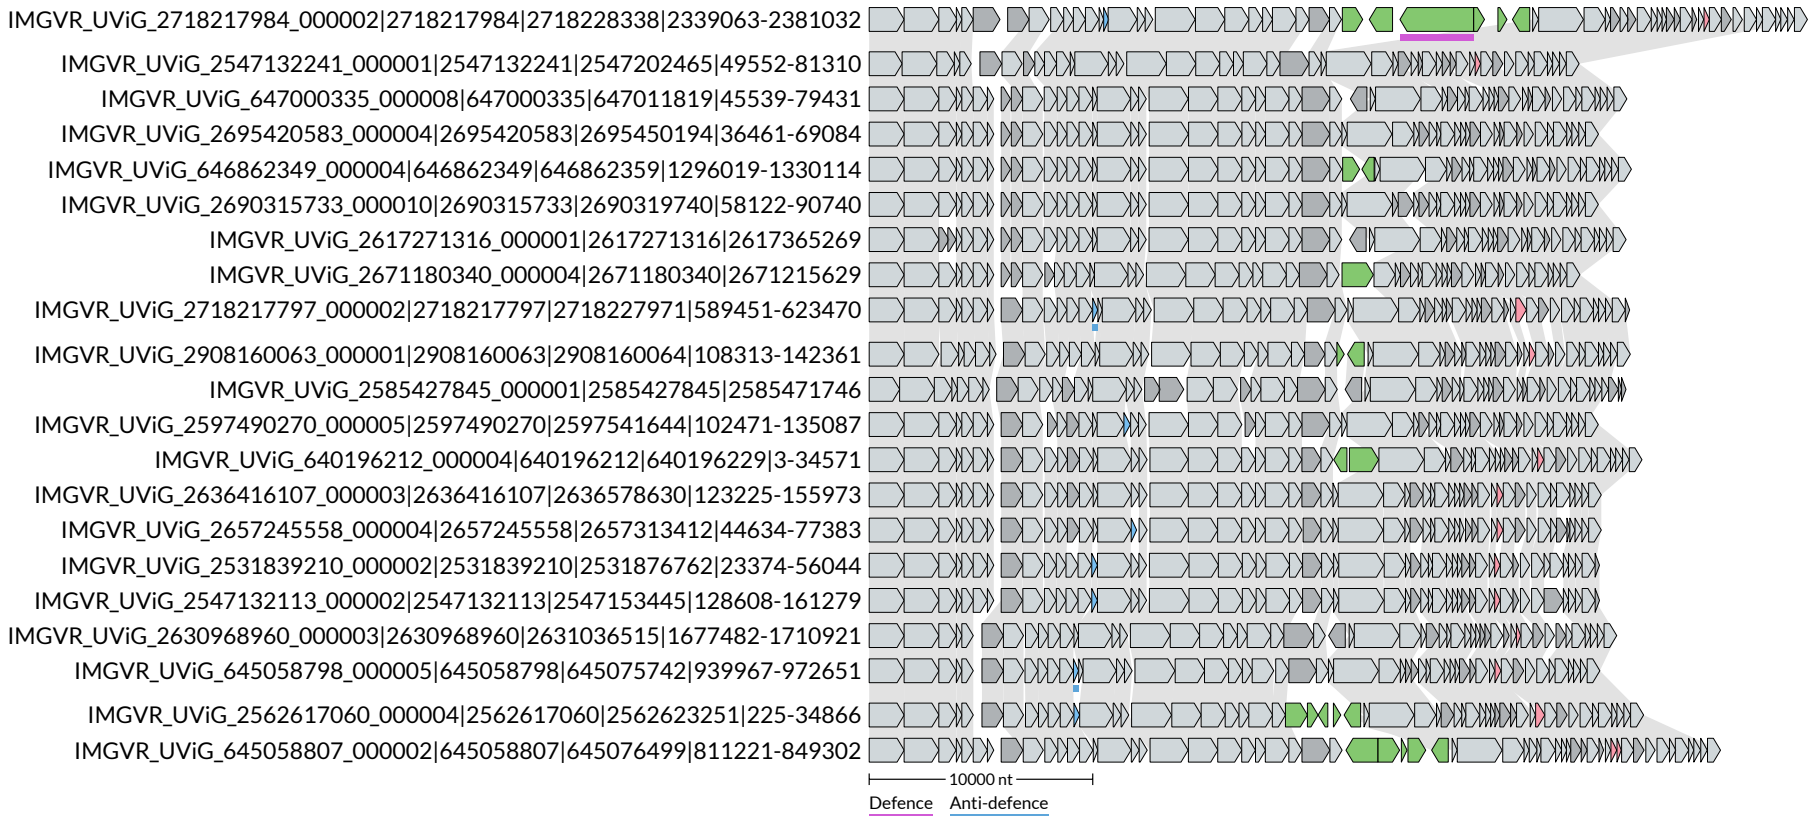 IMGVR_UViG_2718217984_000002|2718217984|2718228338|2339063-2381032
IMGVR_UViG_2547132241_000001|2547132241|2547202465|49552-81310
IMGVR_UViG_647000335_000008|647000335|647011819|45539-79431
IMGVR_UViG_2695420583_000004|2695420583|2695450194|36461-69084
IMGVR_UViG_646862349_000004|646862349|646862359|1296019-1330114
IMGVR_UViG_2690315733_000010|2690315733|2690319740|58122-90740
IMGVR_UViG_2617271316_000001|2617271316|2617365269
IMGVR_UViG_2671180340_000004|2671180340|2671215629
IMGVR_UViG_2718217797_000002|2718217797|2718227971|589451-623470
IMGVR_UViG_2908160063_000001|2908160063|2908160064|108313-142361
IMGVR_UViG_2585427845_000001|2585427845|2585471746
IMGVR_UViG_2597490270_000005|2597490270|2597541644|102471-135087
IMGVR_UViG_640196212_000004|640196212|640196229|3-34571
IMGVR_UViG_2636416107_000003|2636416107|2636578630|123225-155973
IMGVR_UViG_2657245558_000004|2657245558|2657313412|44634-77383
IMGVR_UViG_2531839210_000002|2531839210|2531876762|23374-56044
IMGVR_UViG_2547132113_000002|2547132113|2547153445|128608-161279
IMGVR_UViG_2630968960_000003|2630968960|2631036515|1677482-1710921
IMGVR_UViG_645058798_000005|645058798|645075742|939967-972651
IMGVR_UViG_2562617060_000004|2562617060|2562623251|225-34866
IMGVR_UViG_645058807_000002|645058807|645076499|811221-849302
10000 nt
Defence Anti-defence